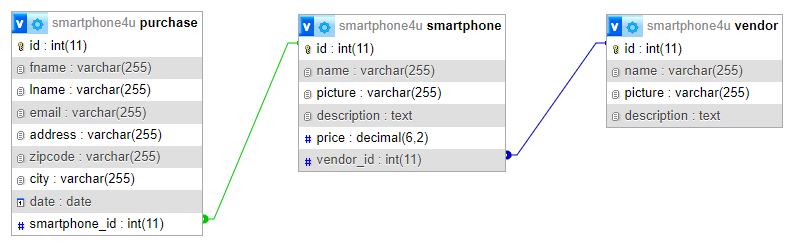 smartphone4u purchase
id : int(11)
fname : varchar(255)
lname : varchar(255)
email : varchar(255)
address : varchar(255)
zipcode : varchar(255)
city : varchar(255)
date : date
smartphone_id : int(11)
smartphone4u smartphone
id : int(11)
name : varchar(255)
picture : varchar(255)
description : text
price : decimal(6,2)
vendor_id : int(11)
smartphone4u vendor
id : int(11)
name : varchar(255)
picture : varchar(255)
description : text